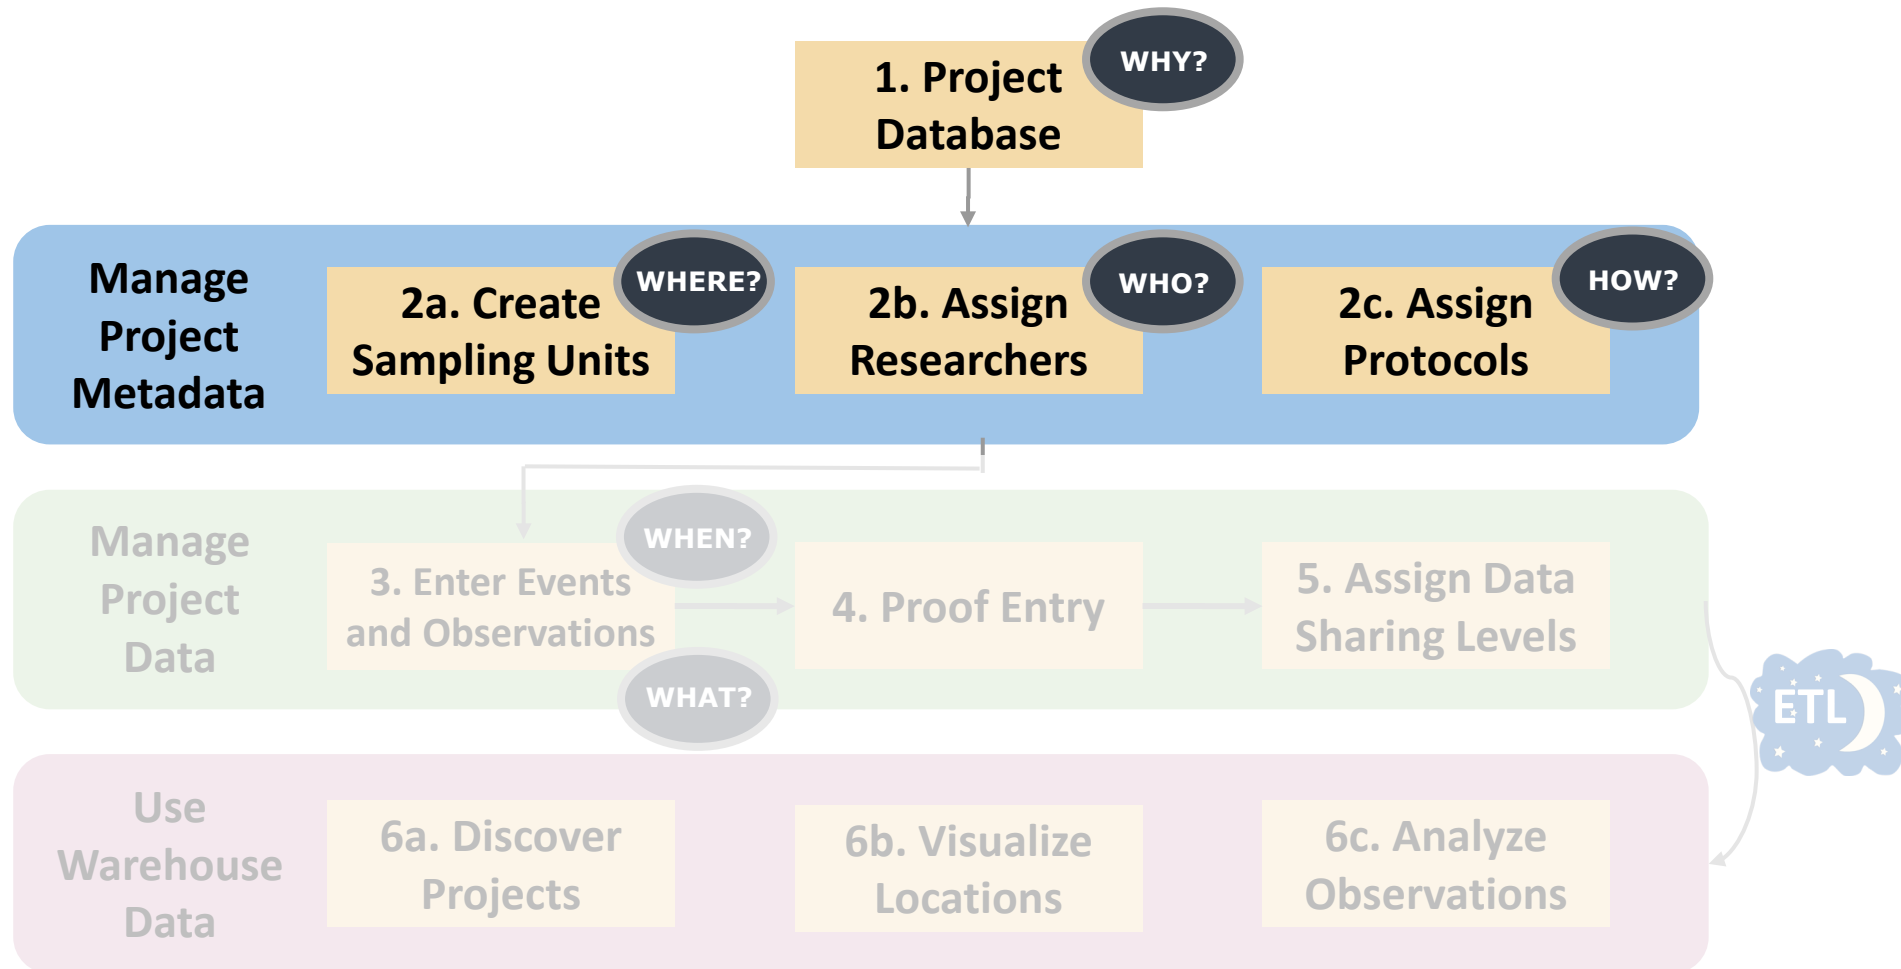 1. Project
Database
WHY?
Manage
Project
Metadata
2a. Create
Sampling Units
WHERE?
2b. Assign
Researchers
WHO?
2c. Assign
Protocols
HOW?
Manage
Project
Data
3. Enter Events
and Observations
WHEN?
WHAT?
4. Proof Entry
5. Assign Data
Sharing Levels
ETL
Use
Warehouse
Data
6a. Discover
Projects
6b. Visualize
Locations
6c. Analyze
Observations